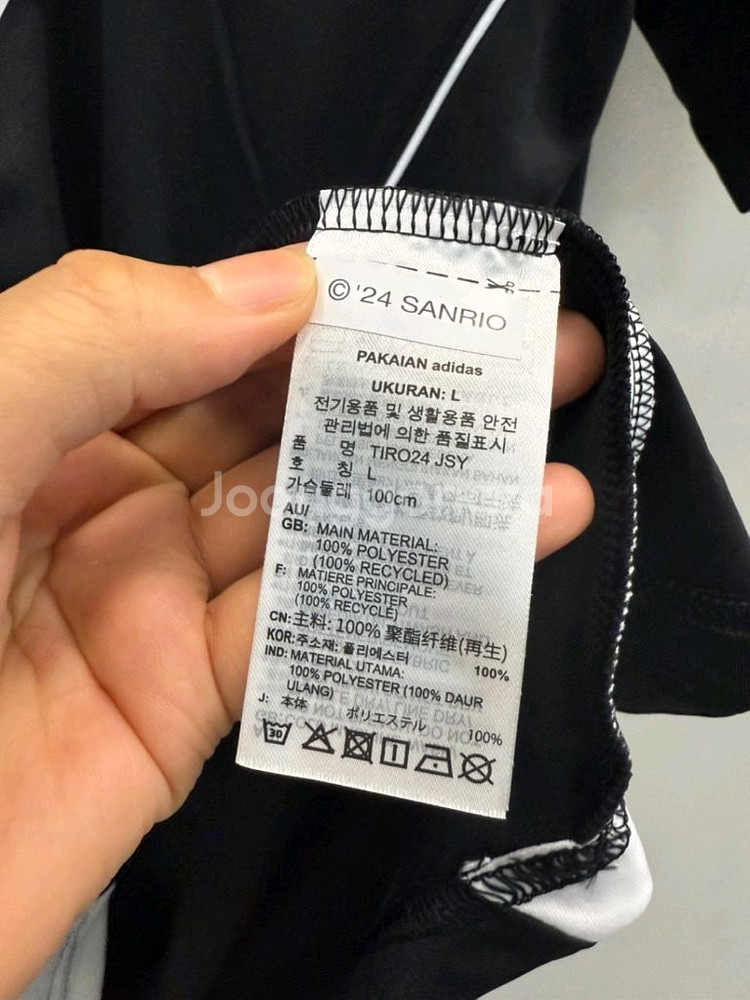 © '24 SANRIO
PAKAIAN adidas
UKURAN: L
전기용품 및 생활용품 안전
관리법에 의한 품질표시
품 명 TIRO24 JSY
호 칭 L
가슴둘레 100cm
AU/
GB: MAIN MATERIAL:
100% POLYESTER
(100% RECYCLED)
F: MATIERE PRINCIPALE:
100% POLYESTER
(100% RECYCLE)
CN: 主料: 100% 聚酯纤维(再生)
KOR: 주소재: 폴리에스터 100%
IND: MATERIAL UTAMA:
100% POLYESTER (100% DAUR
ULANG)
J: 本体 ポリエステル 100%
30